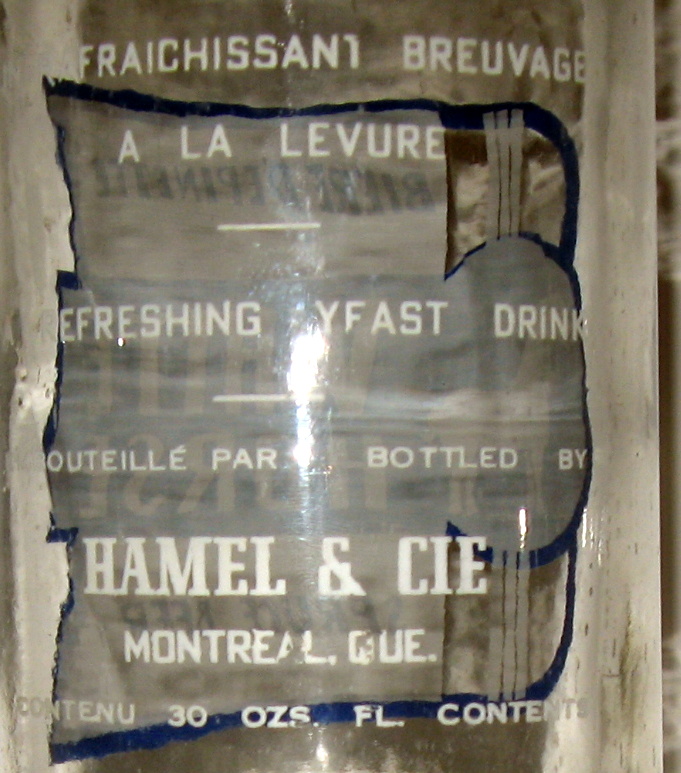 FRAICHISSANT BREUVAGE
A LA LEVURE
EFRESHING YEAST DRINK
OUTEILLÉ PAR BOTTLED BY
HAMEL & CIE
MONTREAL, QUE.
CONTENU 30 OZS. FL. CONTENTS